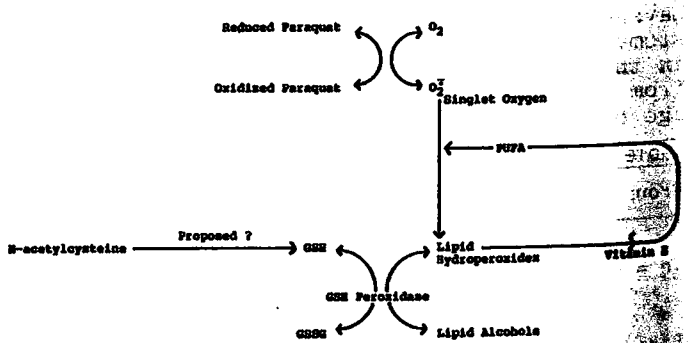 Reduced Paraquat
O₂
Oxidized Paraquat
O₂⁻
Singlet Oxygen
PUFA
Proposed ?
N-acetylcysteine
GSH
Lipid
Hydroperoxides
Vitamin E
GSH Peroxidase
GSSG
Lipid Alcohols